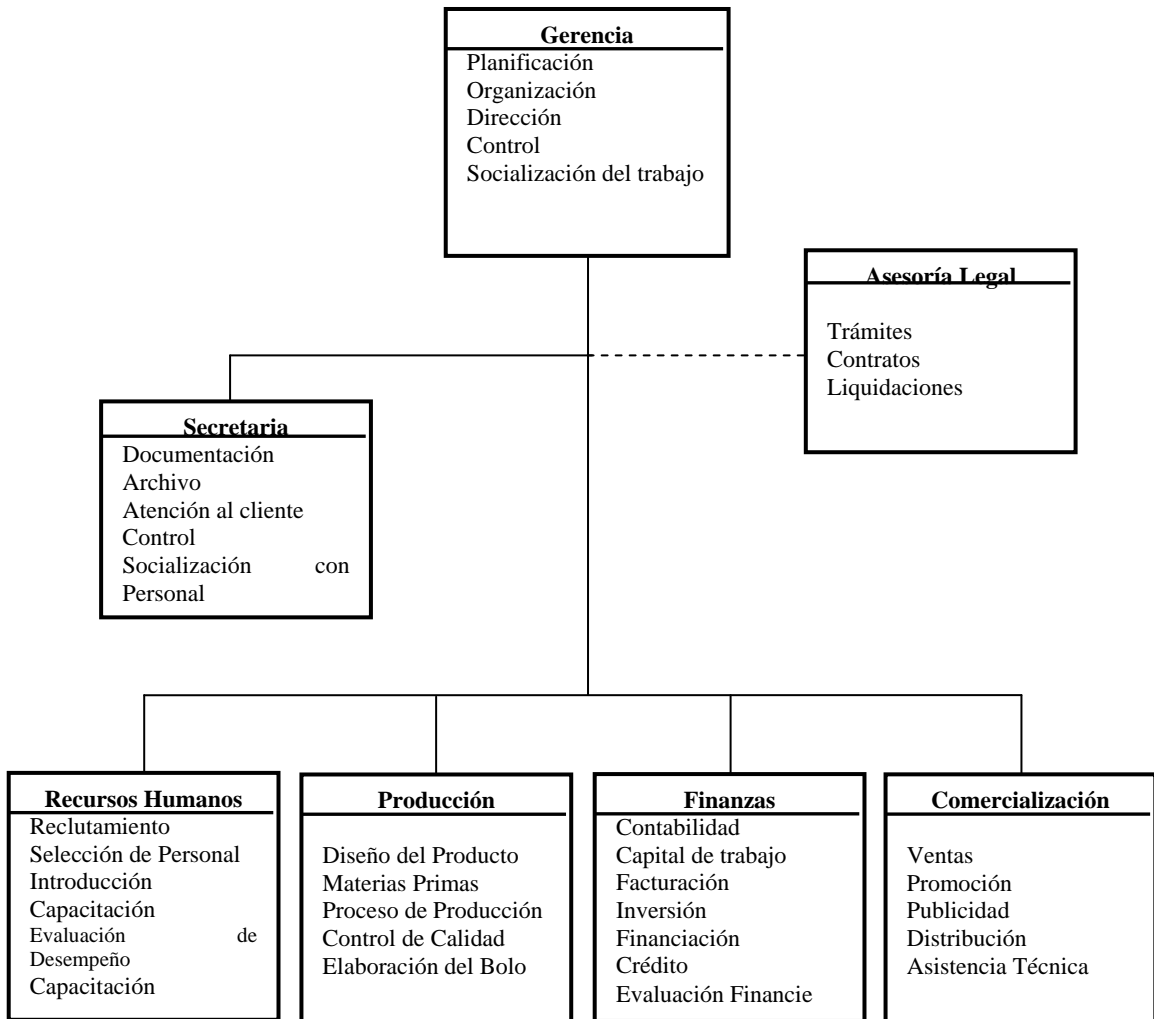 Gerencia
Planificación
Organización
Dirección
Control
Socialización del trabajo
Asesoría Legal
Trámites
Contratos
Liquidaciones
Secretaria
Documentación
Archivo
Atención al cliente
Control
Socialización con
Personal
Recursos Humanos
Reclutamiento
Selección de Personal
Introducción
Capacitación
Evaluación de
Desempeño
Capacitación
Producción
Diseño del Producto
Materias Primas
Proceso de Producción
Control de Calidad
Elaboración del Bolo
Finanzas
Contabilidad
Capital de trabajo
Facturación
Inversión
Financiación
Crédito
Evaluación Financie
Comercialización
Ventas
Promoción
Publicidad
Distribución
Asistencia Técnica